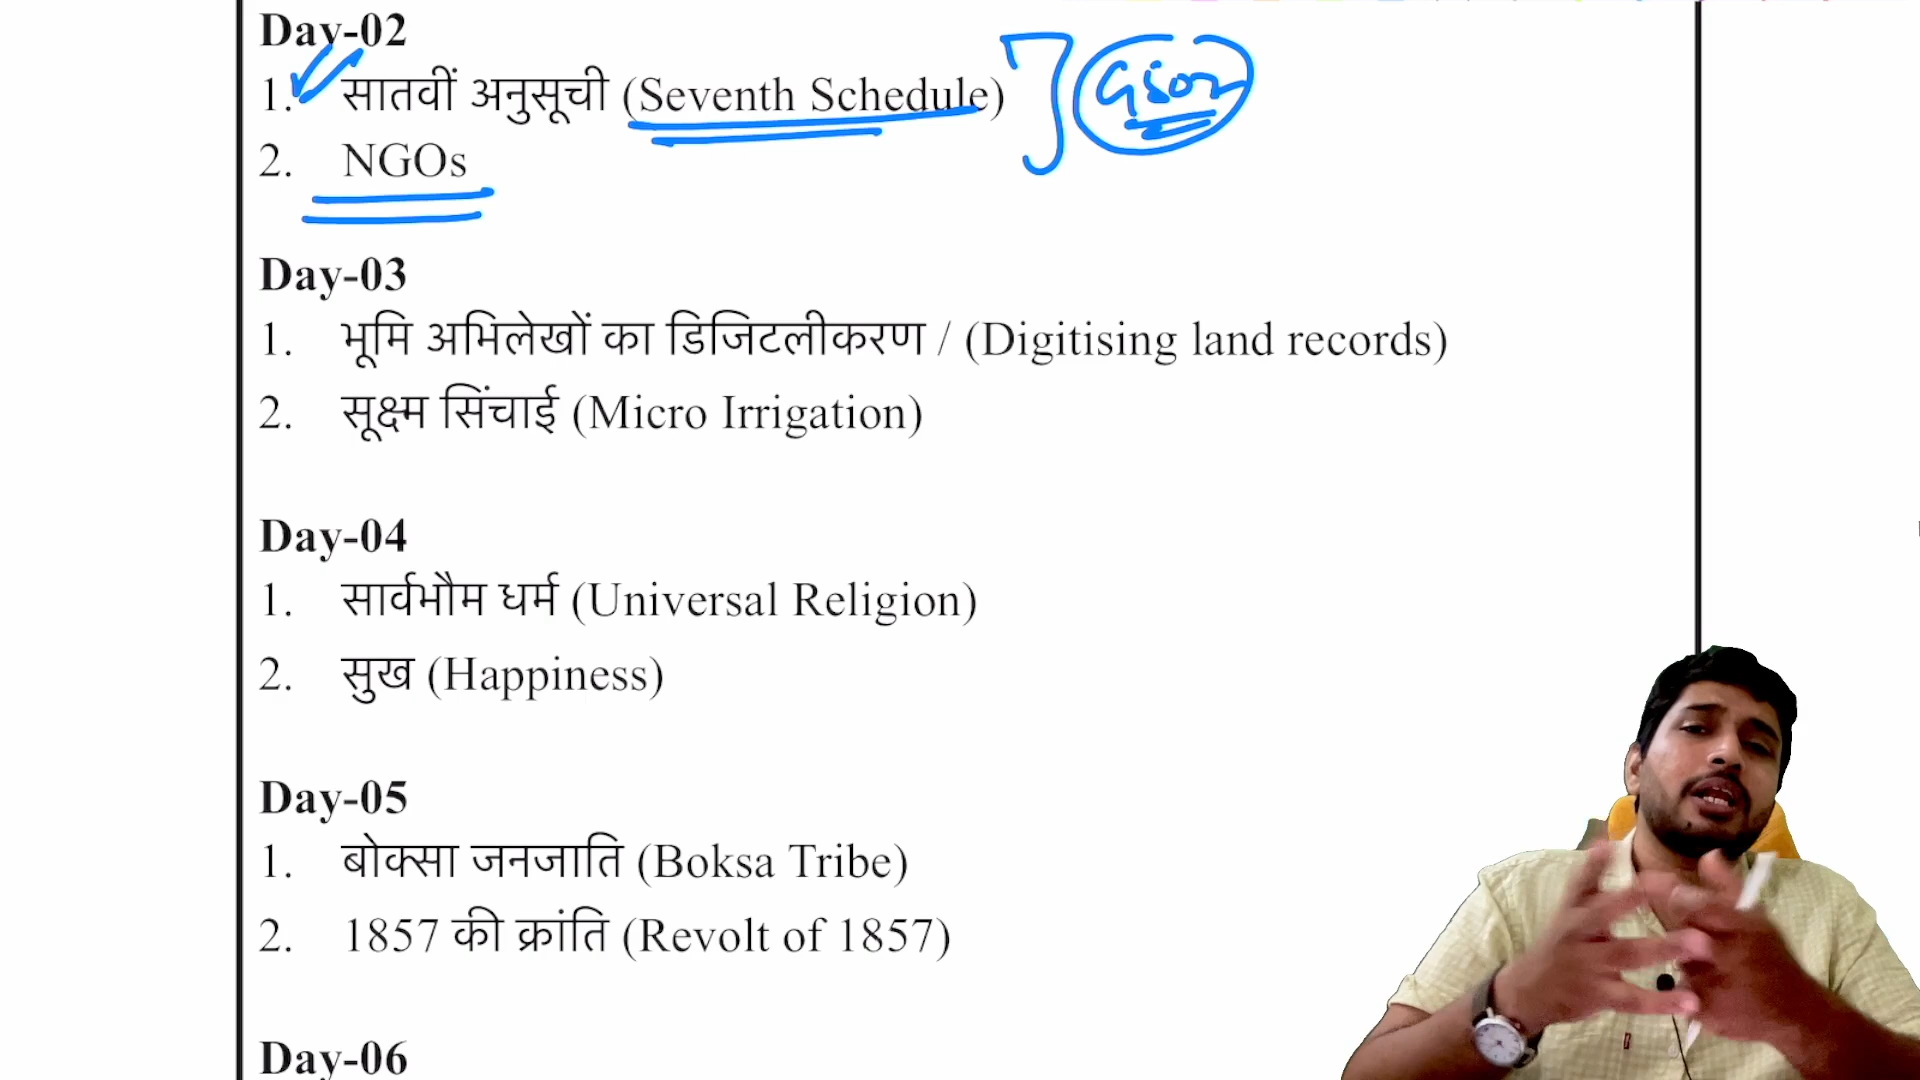 Day-02
1. सातवीं अनुसूची (Seventh Schedule)
2. NGOs
Day-03
1. भूमि अभिलेखों का डिजिटलीकरण / (Digitising land records)
2. सूक्ष्म सिंचाई (Micro Irrigation)
Day-04
1. सार्वभौम धर्म (Universal Religion)
2. सुख (Happiness)
Day-05
1. बोक्सा जनजाति (Boksa Tribe)
2. 1857 की क्रांति (Revolt of 1857)
Day-06